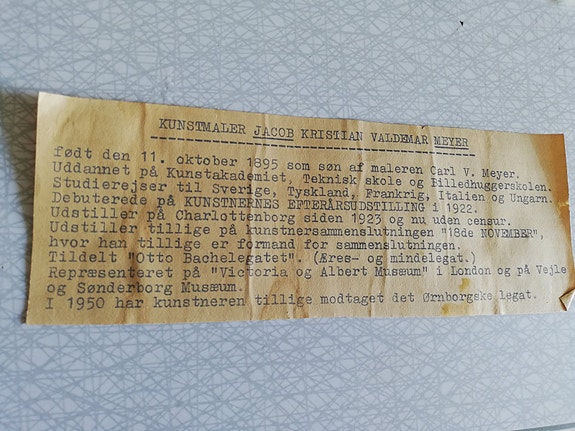 KUNSTMALER JACOB KRISTIAN VALDEMAR MEYER
født den 11. oktober 1895 som søn af maleren Carl V. Meyer.
Uddannet på Kunstakademiet, Teknisk skole og Billedhuggerskolen.
Studierejser til Sverige, Tyskland, Frankrig, Italien og Ungarn.
Debuterede på KUNSTNERNES EFTERÅRSUDSTILLING i 1922.
Udstiller på Charlottenborg siden 1923 og nu uden censur.
Udstiller tillige på kunstnersammenslutningen "18de NOVEMBER",
hvor han tillige er formand for sammenslutningen.
Tildelt "Otto Bachelegatet". (Æres- og mindelegat.)
Repræsenteret på "Victoria og Albert Musæum" i London og på Vejle
og Sønderborg Musæum.
I 1950 har kunstneren tillige modtaget det Ørnborgske legat.